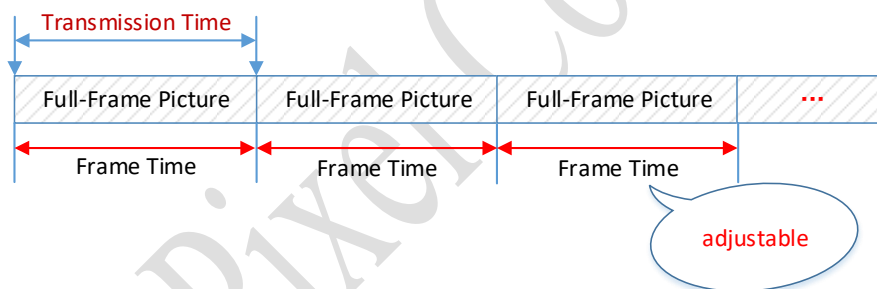 Transmission Time
Full-Frame Picture Full-Frame Picture Full-Frame Picture ...
Frame Time Frame Time Frame Time
adjustable